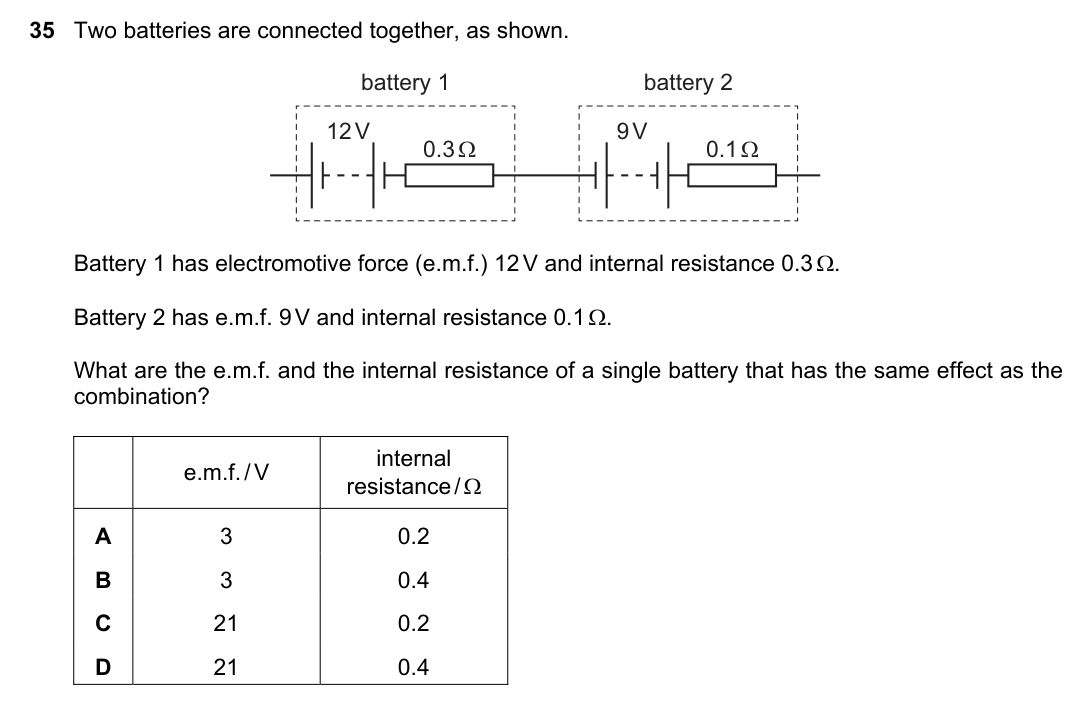 35 Two batteries are connected together, as shown.
battery 1 battery 2
12 V 9 V
0.3 Ω 0.1 Ω
Battery 1 has electromotive force (e.m.f.) 12 V and internal resistance 0.3 Ω.
Battery 2 has e.m.f. 9 V and internal resistance 0.1 Ω.
What are the e.m.f. and the internal resistance of a single battery that has the same effect as the
combination?
e.m.f. / V internal
resistance / Ω
A 3 0.2
B 3 0.4
C 21 0.2
D 21 0.4